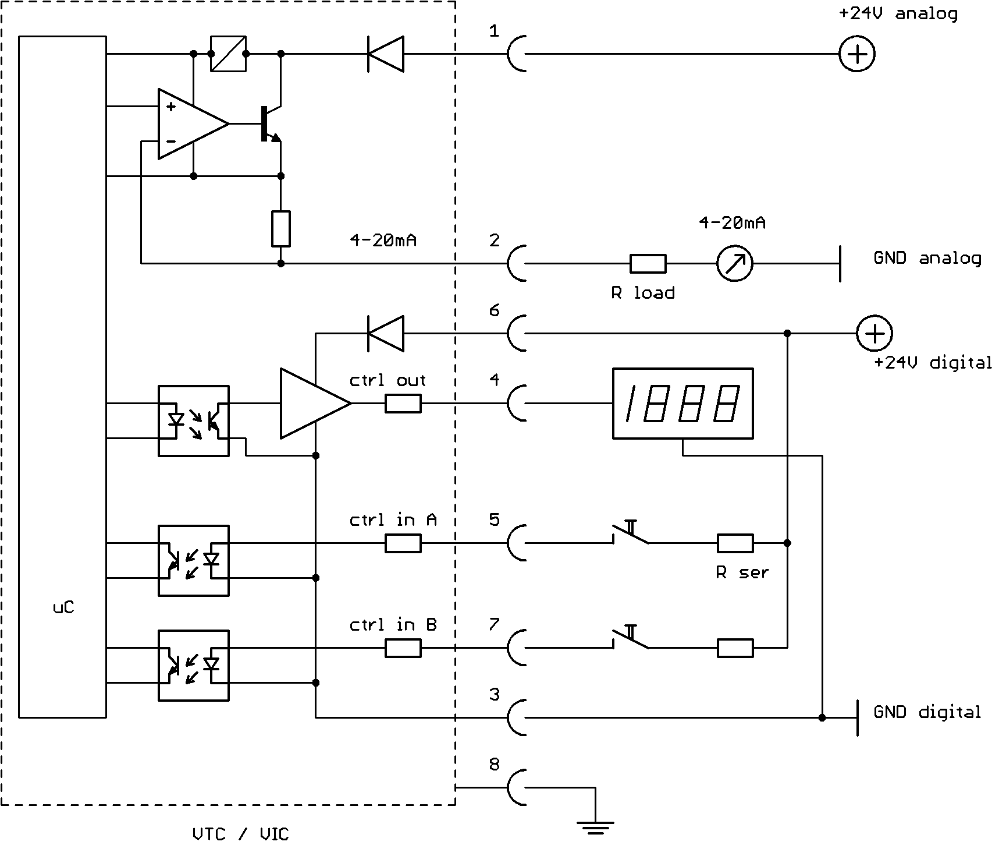 +24V analog
1
4-20mA
4-20mA
2
GND analog
R load
6
+24V digital
ctrl out
4
1888
ctrl in A
5
R ser
uC
ctrl in B
7
3
GND digital
8
VTC / VIC